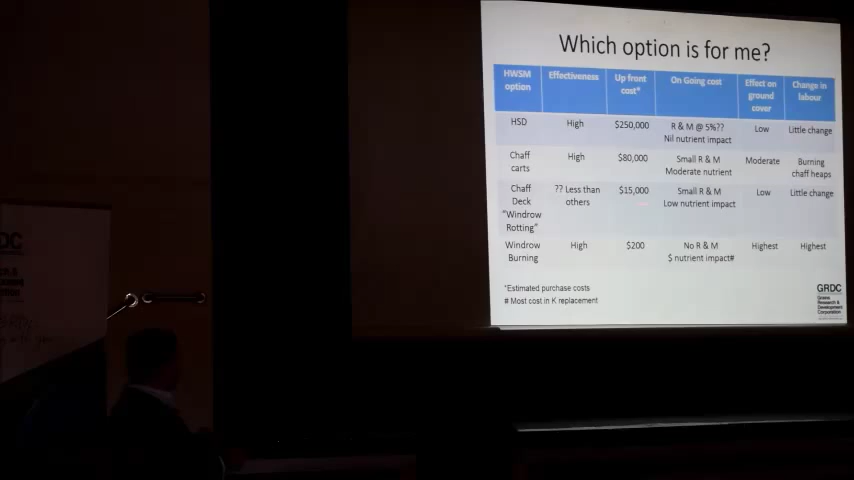 Which option is for me?
HWSM option | Effectiveness | Up front cost* | On Going cost | Effect on ground cover | Change in labour
HSD | High | $250,000 | R & M @ 5%?? Nil nutrient impact | Low | Little change
Chaff carts | High | $80,000 | Small R & M Moderate nutrient | Moderate | Burning chaff heaps
Chaff Deck "Windrow Rotting" | ?? Less than others | $15,000 | Small R & M Low nutrient impact | Low | Little change
Windrow Burning | High | $200 | No R & M $ nutrient impact# | Highest | Highest
*Estimated purchase costs
# Most cost in K replacement
GRDC
Grains
Research &
Development
Corporation
DC